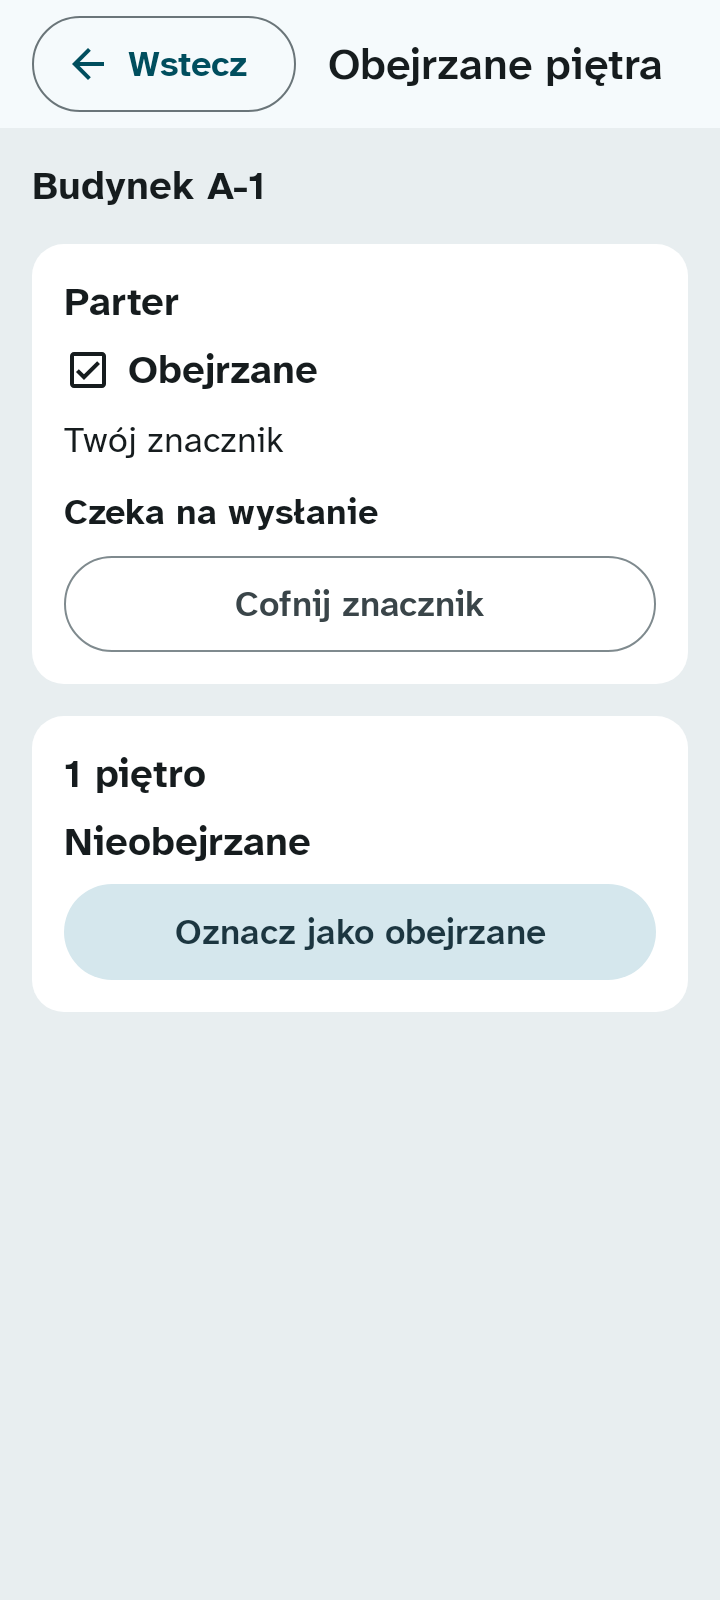 Wstecz
Obejrzane piętra
Budynek A-1
Parter
Obejrzane
Twój znacznik
Czeka na wysłanie
Cofnij znacznik
1 piętro
Nieobejrzane
Oznacz jako obejrzane